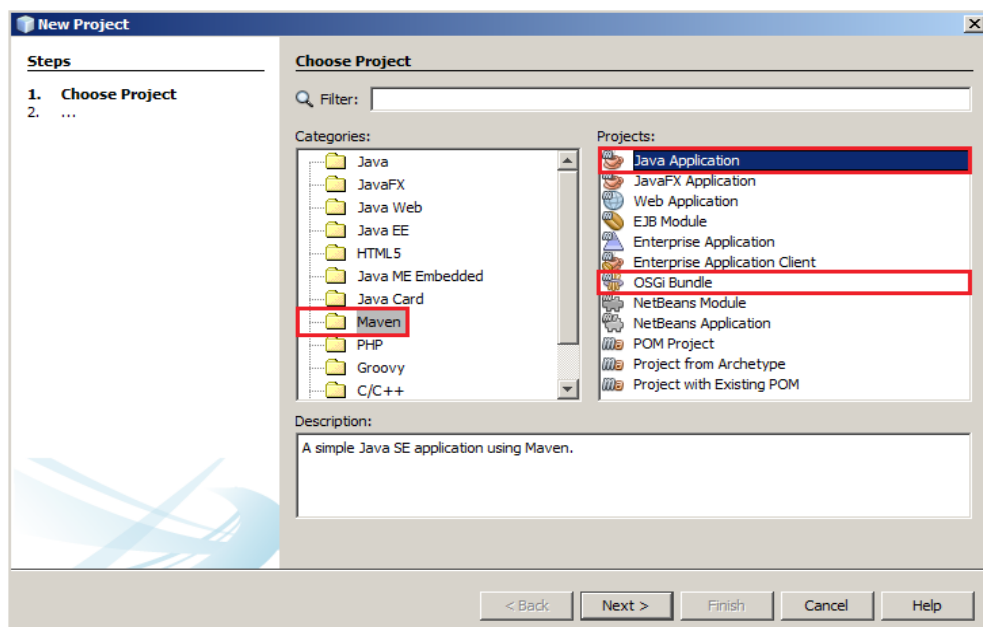 New Project
Steps
1. Choose Project
2. ...
Choose Project
Filter:
Categories:
Java
JavaFX
Java Web
Java EE
HTML5
Java ME Embedded
Java Card
Maven
PHP
Groovy
C/C++
Projects:
Java Application
JavaFX Application
Web Application
EJB Module
Enterprise Application
Enterprise Application Client
OSGi Bundle
NetBeans Module
NetBeans Application
POM Project
Project from Archetype
Project with Existing POM
Description:
A simple Java SE application using Maven.
< Back
Next >
Finish
Cancel
Help